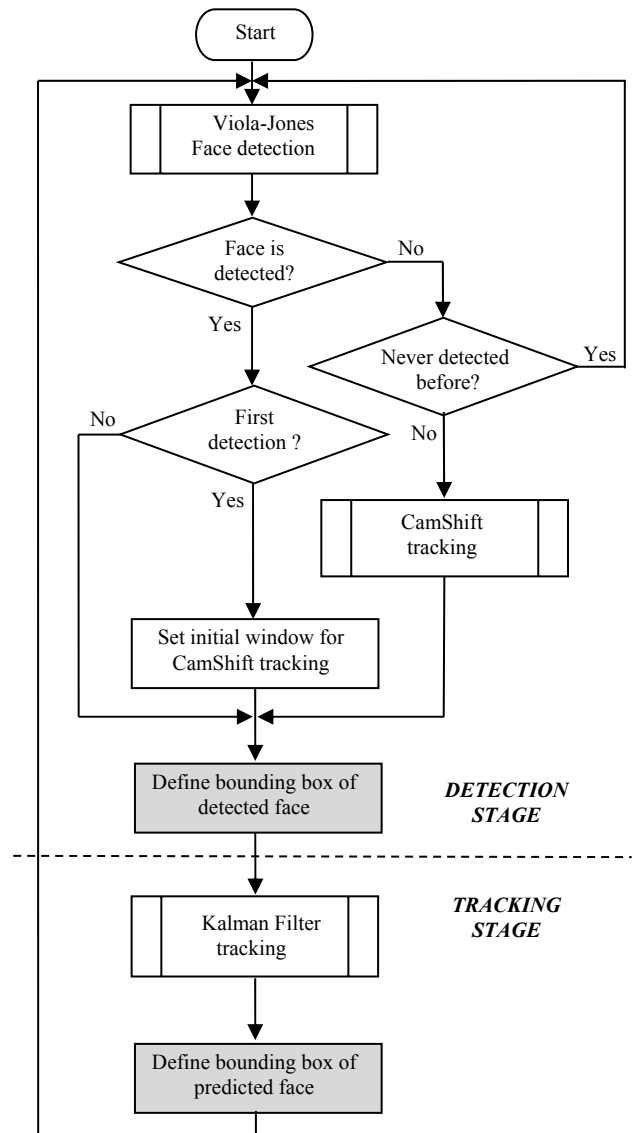 Start
Viola-Jones
Face detection
Face is
detected?
No
Yes
Never detected
before?
Yes
No
First
detection ?
No
Yes
CamShift
tracking
Set initial window for
CamShift tracking
Define bounding box of
detected face
DETECTION
STAGE
Kalman Filter
tracking
TRACKING
STAGE
Define bounding box of
predicted face